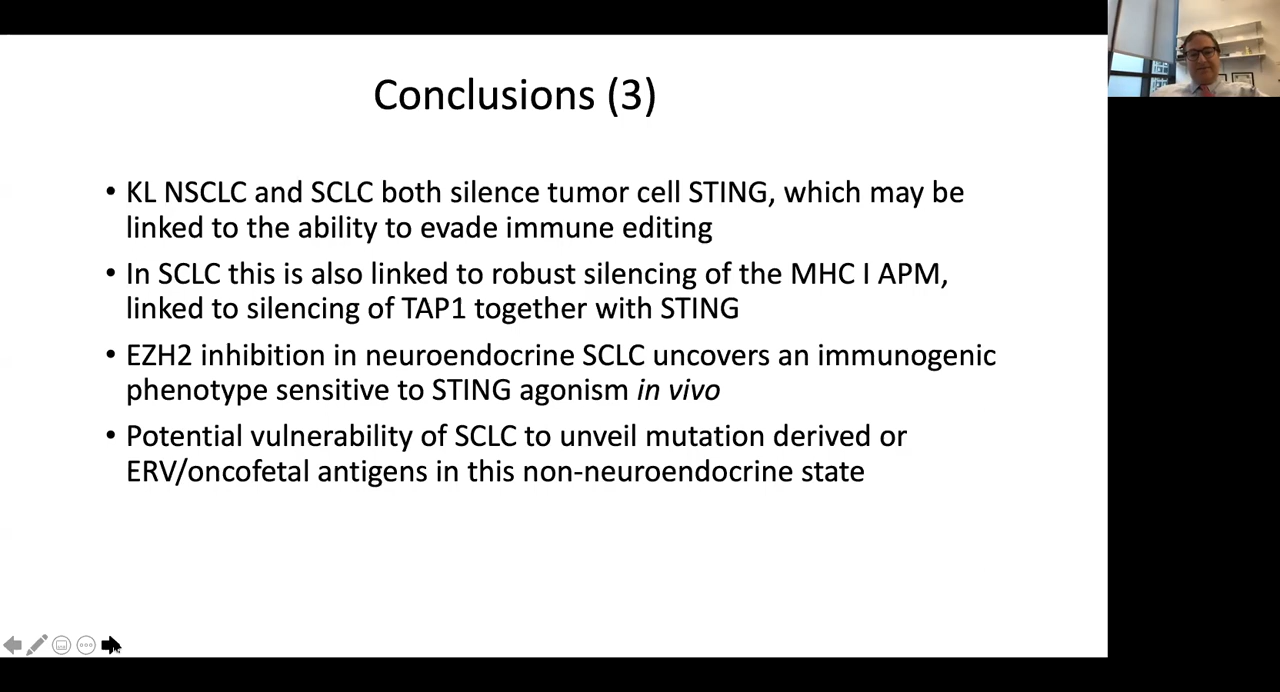 Conclusions (3)
• KL NSCLC and SCLC both silence tumor cell STING, which may be
linked to the ability to evade immune editing
• In SCLC this is also linked to robust silencing of the MHC I APM,
linked to silencing of TAP1 together with STING
• EZH2 inhibition in neuroendocrine SCLC uncovers an immunogenic
phenotype sensitive to STING agonism in vivo
• Potential vulnerability of SCLC to unveil mutation derived or
ERV/oncofetal antigens in this non-neuroendocrine state